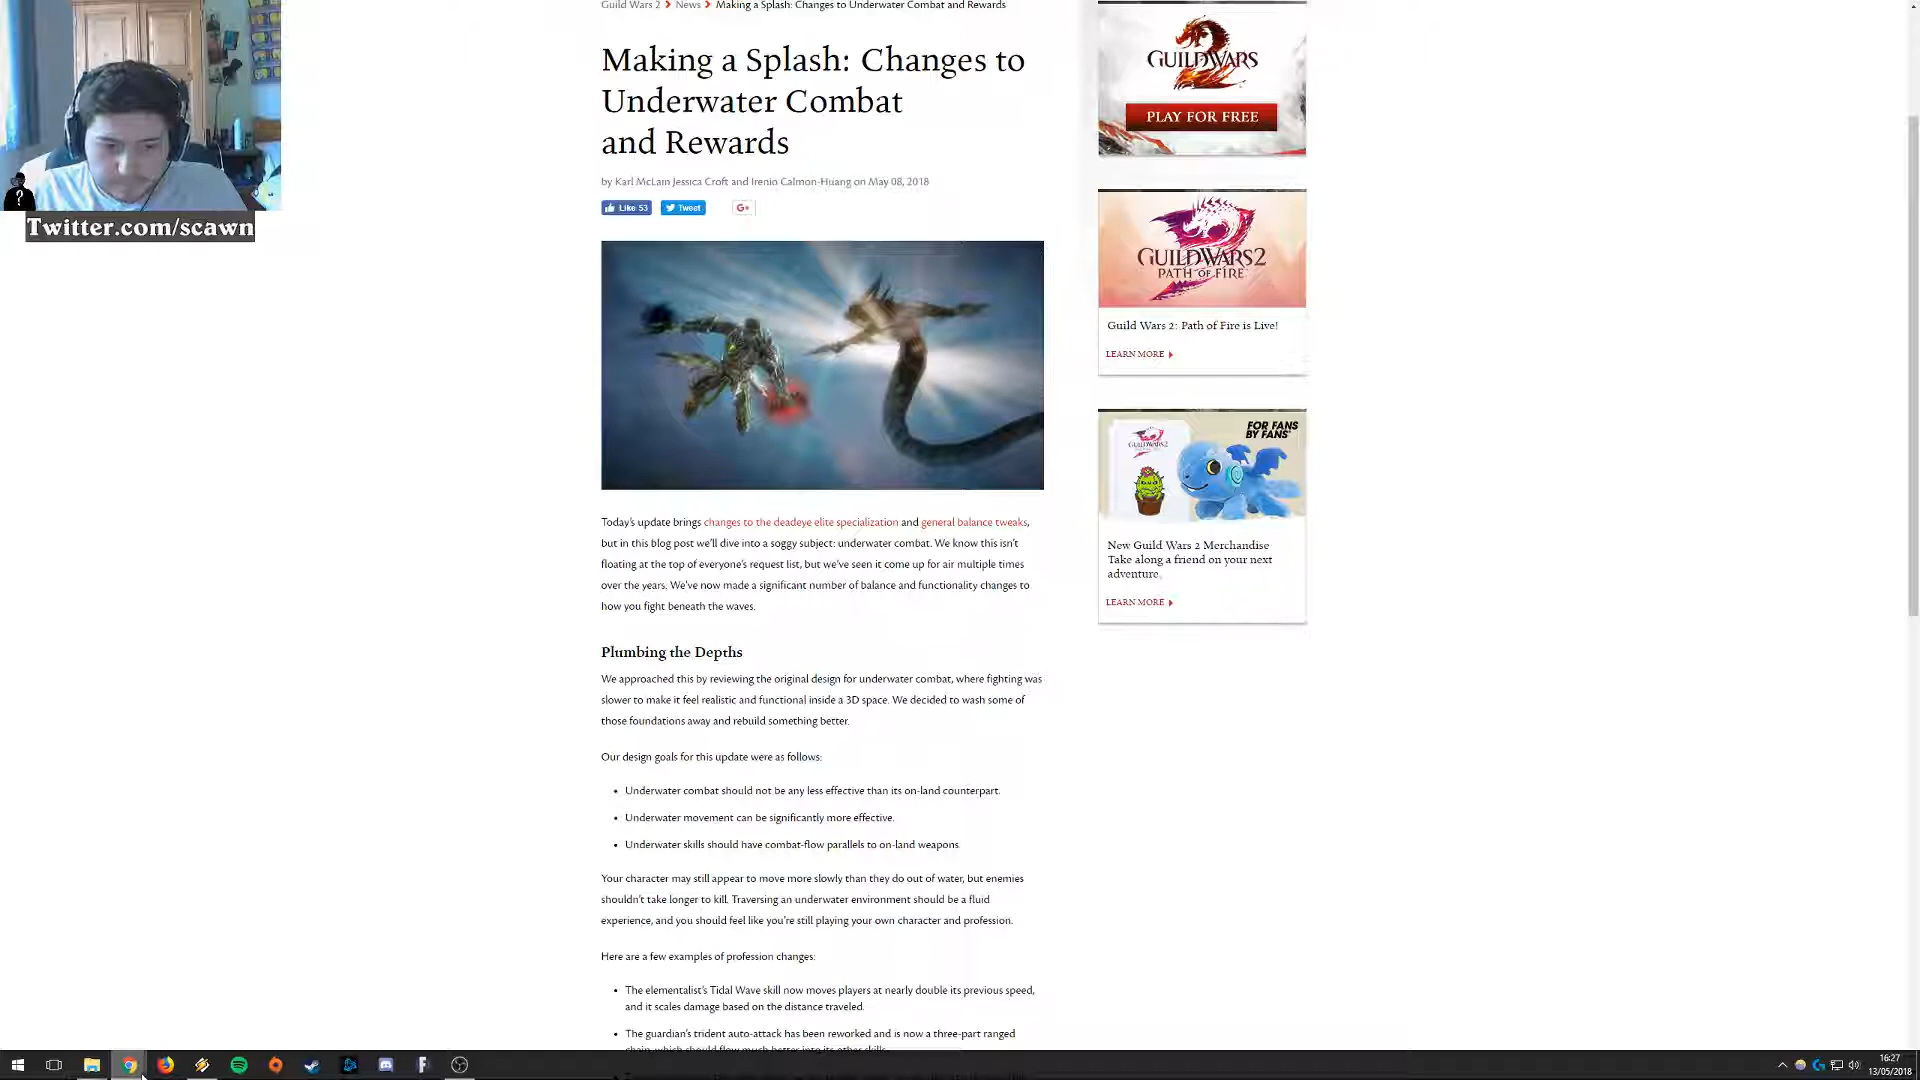 Guild Wars 2 News Making a Splash: Changes to Underwater Combat and Rewards
Making a Splash: Changes to
Underwater Combat
and Rewards
by Karl McLain Jessica Croft and Irenio Calmon-Huang on May 08, 2018
Like 53 Tweet G+
Twitter.com/scawn
?
Today's update brings changes to the deadeye elite specialization and general balance tweaks,
but in this blog post we'll dive into a soggy subject: underwater combat. We know this isn't
floating at the top of everyone's request list, but we've seen it come up for air multiple times
over the years. We've now made a significant number of balance and functionality changes to
how you fight beneath the waves.
Plumbing the Depths
We approached this by reviewing the original design for underwater combat, where fighting was
slower to make it feel realistic and functional inside a 3D space. We decided to wash some of
those foundations away and rebuild something better.
Our design goals for this update were as follows:
• Underwater combat should not be any less effective than its on-land counterpart.
• Underwater movement can be significantly more effective.
• Underwater skills should have combat-flow parallels to on-land weapons.
Your character may still appear to move more slowly than they do out of water, but enemies
shouldn't take longer to kill. Traversing an underwater environment should be a fluid
experience, and you should feel like you're still playing your own character and profession.
Here are a few examples of profession changes:
• The elementalist's Tidal Wave skill now moves players at nearly double its previous speed,
and it scales damage based on the distance traveled.
• The guardian's trident auto-attack has been reworked and is now a three-part ranged
chain, which should flow much better into its other skills.
GUILDWARS
2
PLAY FOR FREE
GUILDWARS2
PATH OF FIRE
Guild Wars 2: Path of Fire is Live!
LEARN MORE
GUILDWARS2
FOR FANS
BY FANS
New Guild Wars 2 Merchandise
Take along a friend on your next
adventure.
LEARN MORE
16:27
13/05/2018